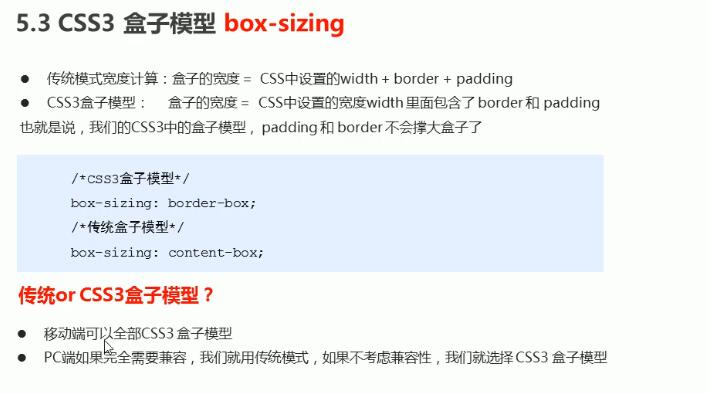 5.3 CSS3 盒子模型 box-sizing
● 传统模式宽度计算：盒子的宽度 = CSS中设置的width + border + padding
● CSS3盒子模型： 盒子的宽度 = CSS中设置的宽度width 里面包含了 border 和 padding
也就是说，我们的CSS3中的盒子模型，padding 和 border 不会撑大盒子了
/*CSS3盒子模型*/
box-sizing: border-box;
/*传统盒子模型*/
box-sizing: content-box;
传统or CSS3盒子模型？
● 移动端可以全部CSS3 盒子模型
● PC端如果完全需要兼容，我们就用传统模式，如果不考虑兼容性，我们就选择 CSS3 盒子模型